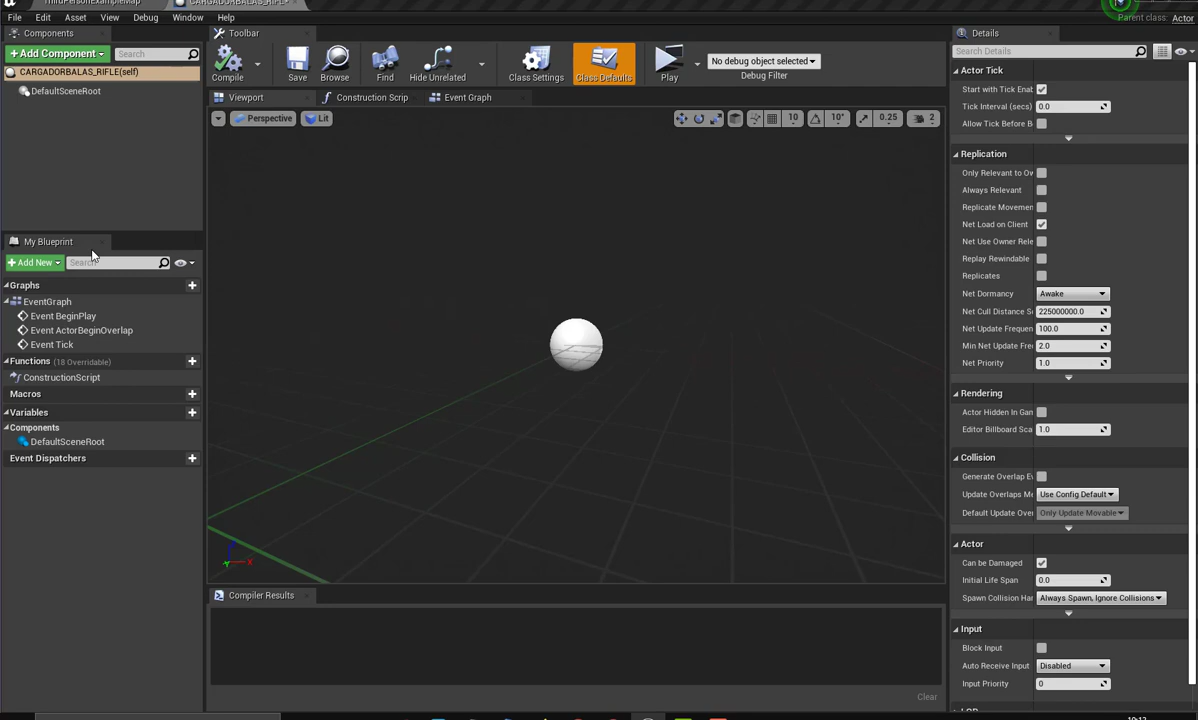 ThirdPersonExampleMap
CARGADORBALAS_RIFL
File Edit Asset View Debug Window Help
Parent class: Actor
Components
+ Add Component
Search
CARGADORBALAS_RIFLE(self)
DefaultSceneRoot
My Blueprint
+ Add New
Search
Graphs
EventGraph
Event BeginPlay
Event ActorBeginOverlap
Event Tick
Functions (18 Overridable)
ConstructionScript
Macros
Variables
Components
DefaultSceneRoot
Event Dispatchers
Toolbar
Compile
Save
Browse
Find
Hide Unrelated
Class Settings
Class Defaults
Play
No debug object selected
Debug Filter
Viewport
Construction Scrip
Event Graph
Perspective
Lit
10
10°
0.25
2
X
Compiler Results
Clear
Details
Search Details
Actor Tick
Start with Tick Enab
Tick Interval (secs) 0.0
Allow Tick Before B
Replication
Only Relevant to Ow
Always Relevant
Replicate Movemen
Net Load on Client
Net Use Owner Rele
Replay Rewindable
Replicates
Net Dormancy Awake
Net Cull Distance S 225000000.0
Net Update Frequen 100.0
Min Net Update Fre 2.0
Net Priority 1.0
Rendering
Actor Hidden In Gan
Editor Billboard Sca 1.0
Collision
Generate Overlap E
Update Overlaps M Use Config Default
Default Update Over Only Update Movable
Actor
Can be Damaged
Initial Life Span 0.0
Spawn Collision Han Always Spawn, Ignore Collisions
Input
Block Input
Auto Receive Input Disabled
Input Priority 0